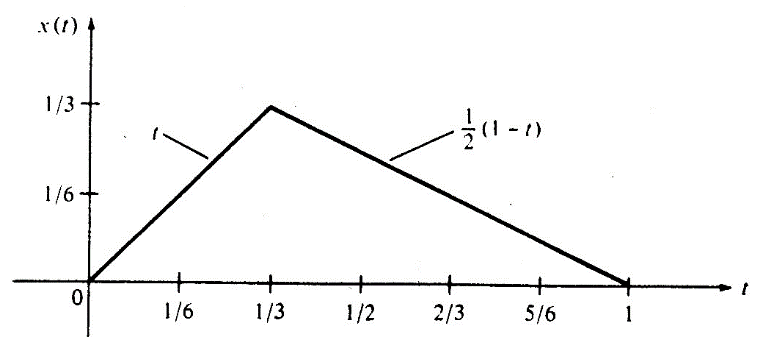 x(t)
1/3
t
1/2 (1 - t)
1/6
0
1/6
1/3
1/2
2/3
5/6
1
t